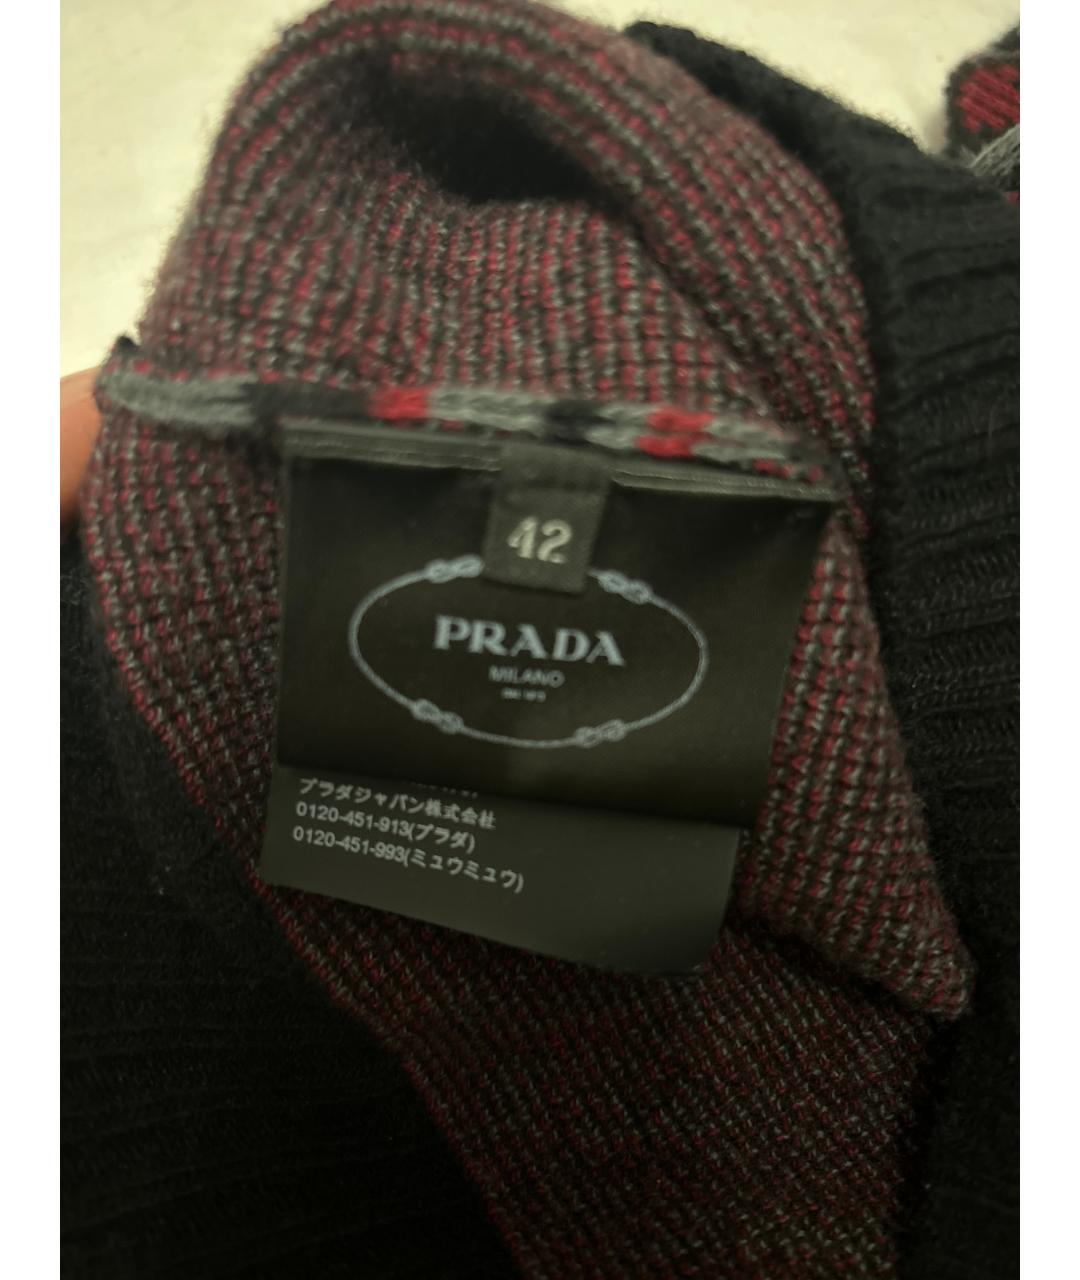 42
PRADA
MILANO
プラダジャパン株式会社
0120-451-913(プラダ)
0120-451-993(ミュウミュウ)